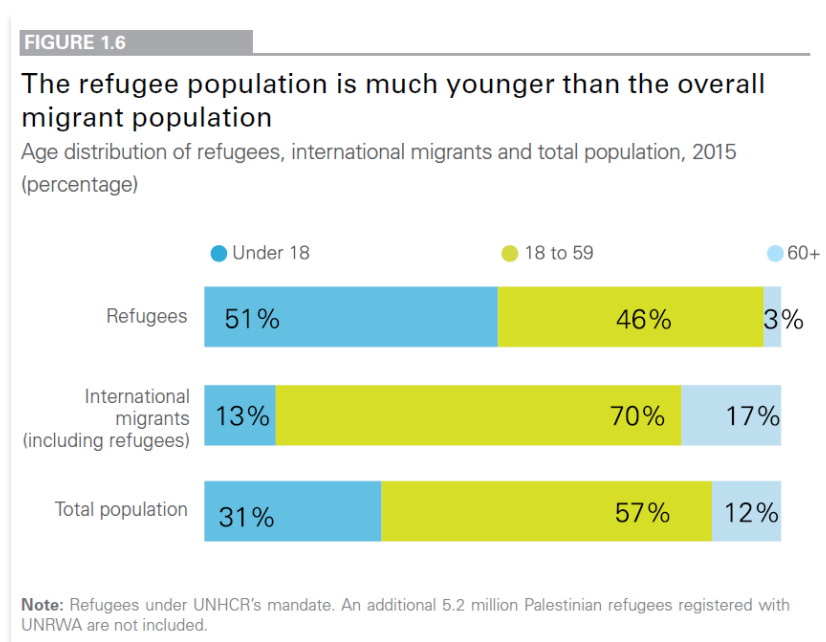 FIGURE 1.6
The refugee population is much younger than the overall
migrant population
Age distribution of refugees, international migrants and total population, 2015
(percentage)
Under 18 18 to 59 60+
Refugees 51% 46% 3%
International
migrants
(including refugees) 13% 70% 17%
Total population 31% 57% 12%
Note: Refugees under UNHCR's mandate. An additional 5.2 million Palestinian refugees registered with
UNRWA are not included.